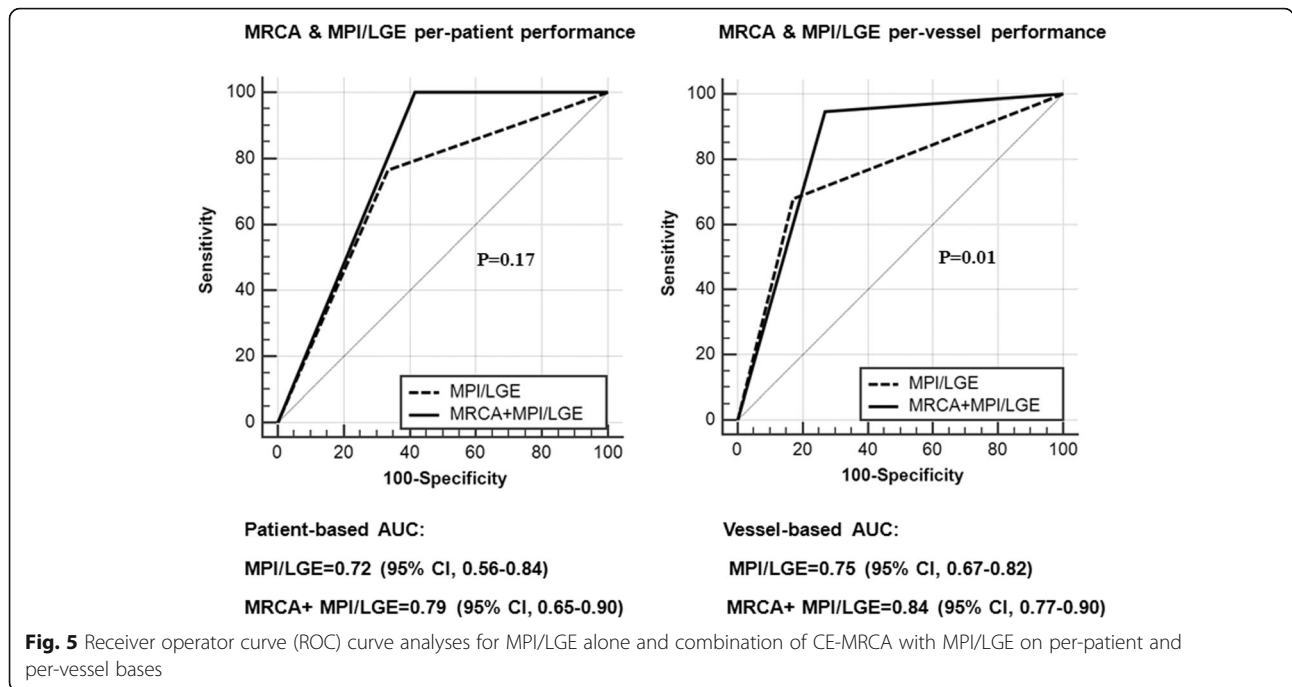 MRCA & MPI/LGE per-patient performance
100
80
60
40
20
0
Sensitivity
P=0.17
MPI/LGE
MRCA+MPI/LGE
0 20 40 60 80 100
100-Specificity
Patient-based AUC:
MPI/LGE=0.72 (95% CI, 0.56-0.84)
MRCA+ MPI/LGE=0.79 (95% CI, 0.65-0.90)
MRCA & MPI/LGE per-vessel performance
100
80
60
40
20
0
Sensitivity
P=0.01
MPI/LGE
MRCA+MPI/LGE
0 20 40 60 80 100
100-Specificity
Vessel-based AUC:
MPI/LGE=0.75 (95% CI, 0.67-0.82)
MRCA+ MPI/LGE=0.84 (95% CI, 0.77-0.90)
Fig. 5 Receiver operator curve (ROC) curve analyses for MPI/LGE alone and combination of CE-MRCA with MPI/LGE on per-patient and
per-vessel bases